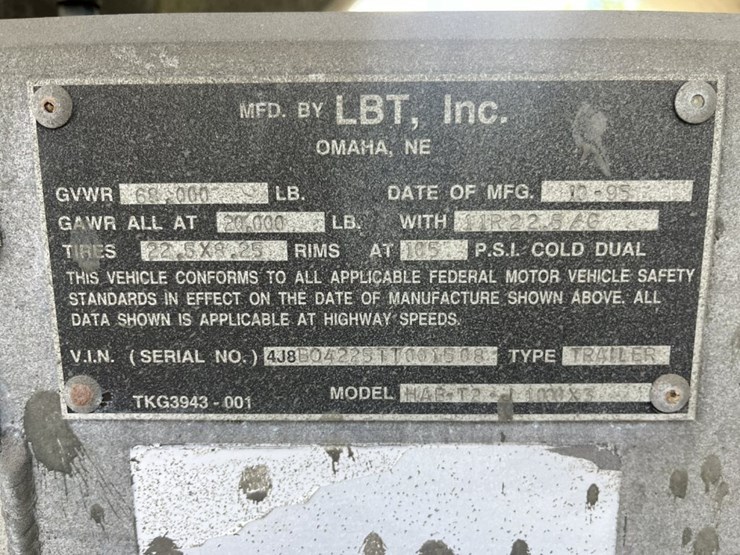 MFD. BY LBT, Inc.
OMAHA, NE
GVWR 68,000 LB. DATE OF MFG. 10-95
GAWR ALL AT 20,000 LB. WITH 11R22.5/G
TIRES 22.5X8.25 RIMS AT 105 P.S.I. COLD DUAL
THIS VEHICLE CONFORMS TO ALL APPLICABLE FEDERAL MOTOR VEHICLE SAFETY
STANDARDS IN EFFECT ON THE DATE OF MANUFACTURE SHOWN ABOVE. ALL
DATA SHOWN IS APPLICABLE AT HIGHWAY SPEEDS.
V.I.N. (SERIAL NO.) 4J8B04225TT001508 TYPE TRAILER
TKG3943-001 MODEL